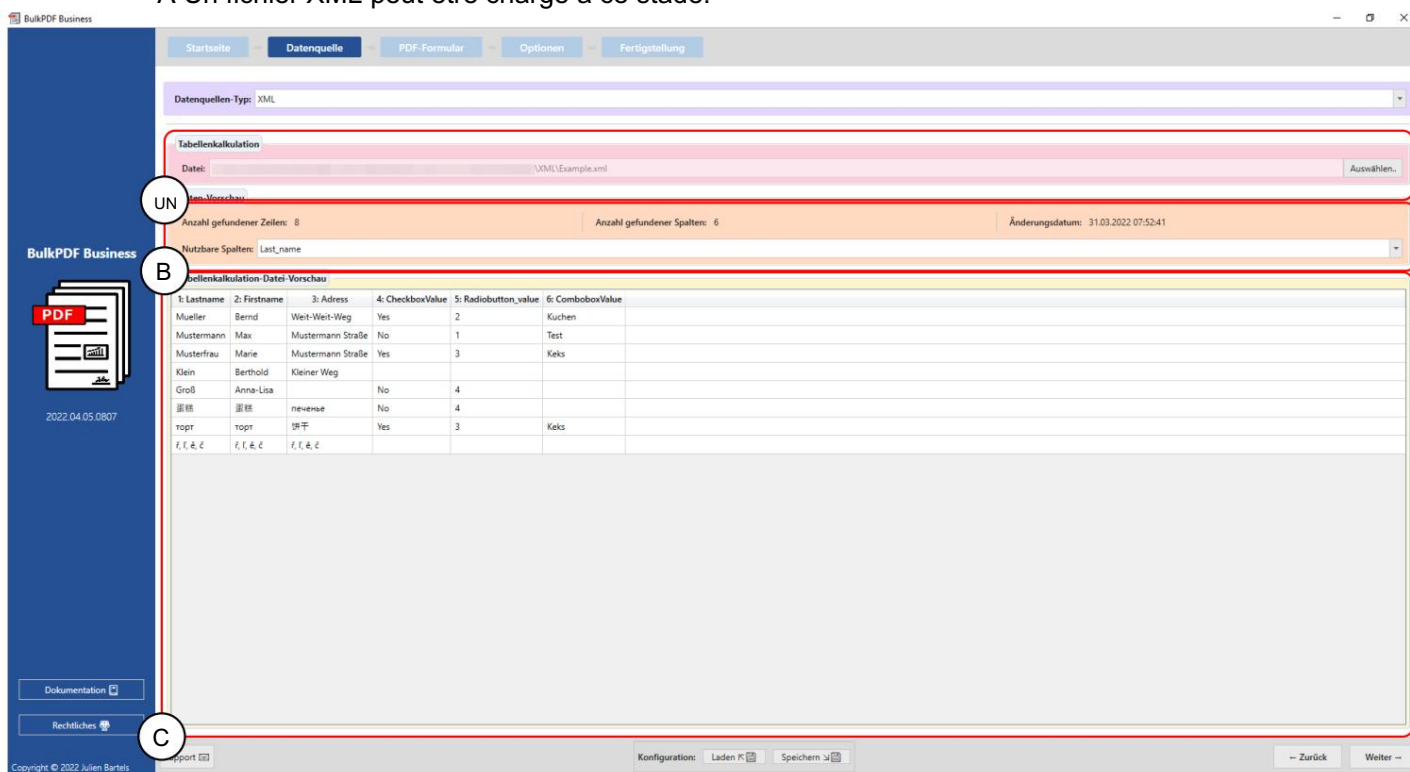 A Un fichier XML peut être chargé à ce stade.
BulkPDF Business
Startseite Datenquelle PDF-Formular Optionen Fertigstellung
Datenquellen-Typ: XML
Tabellenkalkulation
Datei: \XML\Example.xml Auswählen..
UN
Daten-Vorschau
Anzahl gefundener Zeilen: 8 Anzahl gefundener Spalten: 6 Änderungsdatum: 31.03.2022 07:52:41
Nutzbare Spalten: Last_name
BulkPDF Business
B
Tabellenkalkulation-Datei-Vorschau
1: Lastname 2: Firstname 3: Adress 4: CheckboxValue 5: Radiobutton_value 6: ComboboxValue
Mueller Bernd Weit-Weit-Weg Yes 2 Kuchen
Mustermann Max Mustermann Straße No 1 Test
Musterfrau Marie Mustermann Straße Yes 3 Keks
Klein Berthold Kleiner Weg
Groß Anna-Lisa No 4
蛋糕 蛋糕 печенье No 4
торт торт 饼干 Yes 3 Keks
PDF
2022.04.05.0807
Dokumentation
Rechtliches
C
Support
Konfiguration: Laden Speichern
← Zurück Weiter →
Copyright © 2022 Julien Bartels